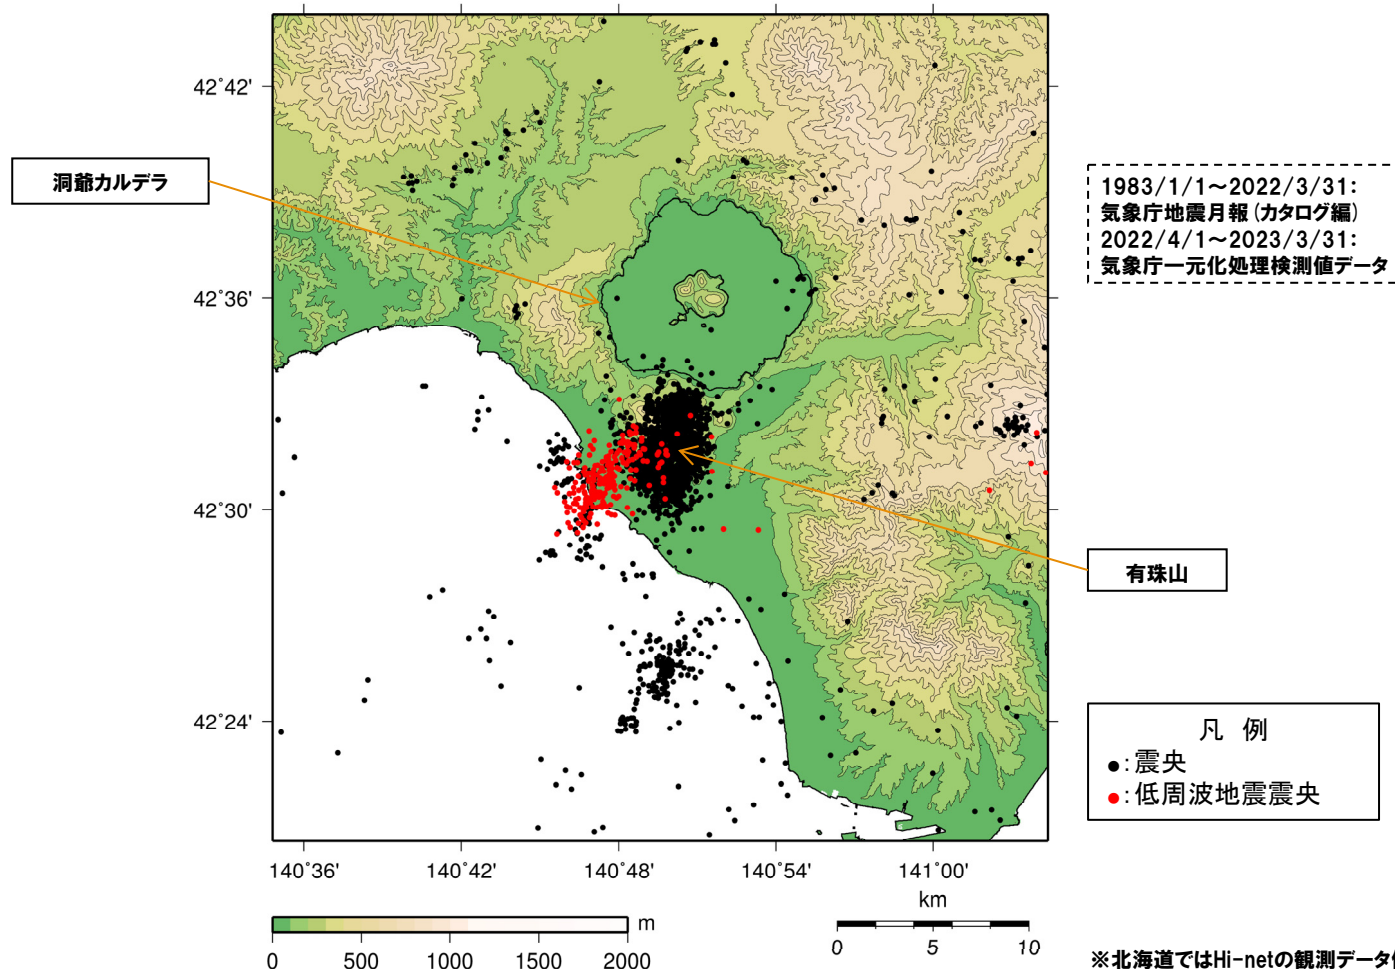 42°42'
洞爺カルデラ
1983/1/1～2022/3/31:
気象庁地震月報(カタログ編)
2022/4/1～2023/3/31:
気象庁一元化処理検測値データ
42°36'
42°30'
有珠山
42°24'
凡 例
●:震央
●:低周波地震震央
140°36' 140°42' 140°48' 140°54' 141°00'
km
m
0 5 10
0 500 1000 1500 2000
※北海道ではHi-netの観測データ